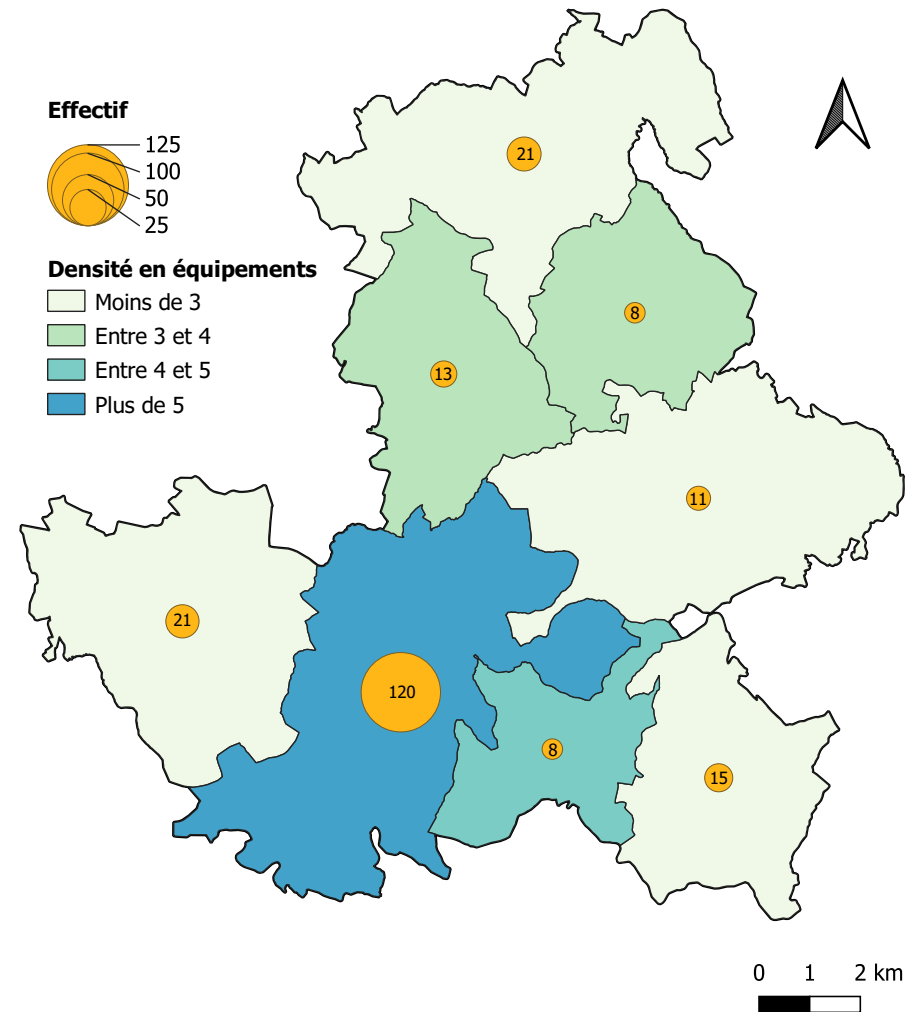 Effectif
125
100
50
25
Densité en équipements
Moins de 3
Entre 3 et 4
Entre 4 et 5
Plus de 5
21
8
13
11
21
120
8
15
0 1 2 km